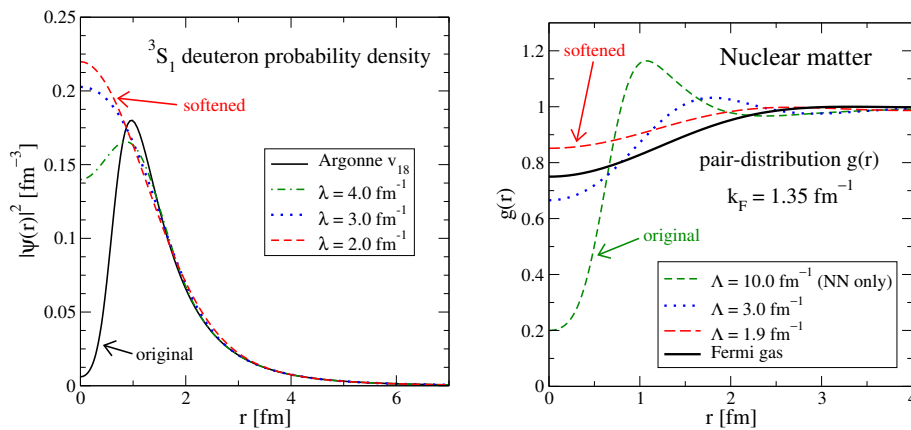 ³S₁ deuteron probability density
softened
Argonne v₁₈
λ = 4.0 fm⁻¹
λ = 3.0 fm⁻¹
λ = 2.0 fm⁻¹
original
|ψ(r)|² [fm⁻³]
0.25
0.2
0.15
0.1
0.05
0
0 2 4 6
r [fm]
Nuclear matter
softened
pair-distribution g(r)
k_F = 1.35 fm⁻¹
original
Λ = 10.0 fm⁻¹ (NN only)
Λ = 3.0 fm⁻¹
Λ = 1.9 fm⁻¹
Fermi gas
g(r)
1.2
1
0.8
0.6
0.4
0.2
0
0 1 2 3 4
r [fm]